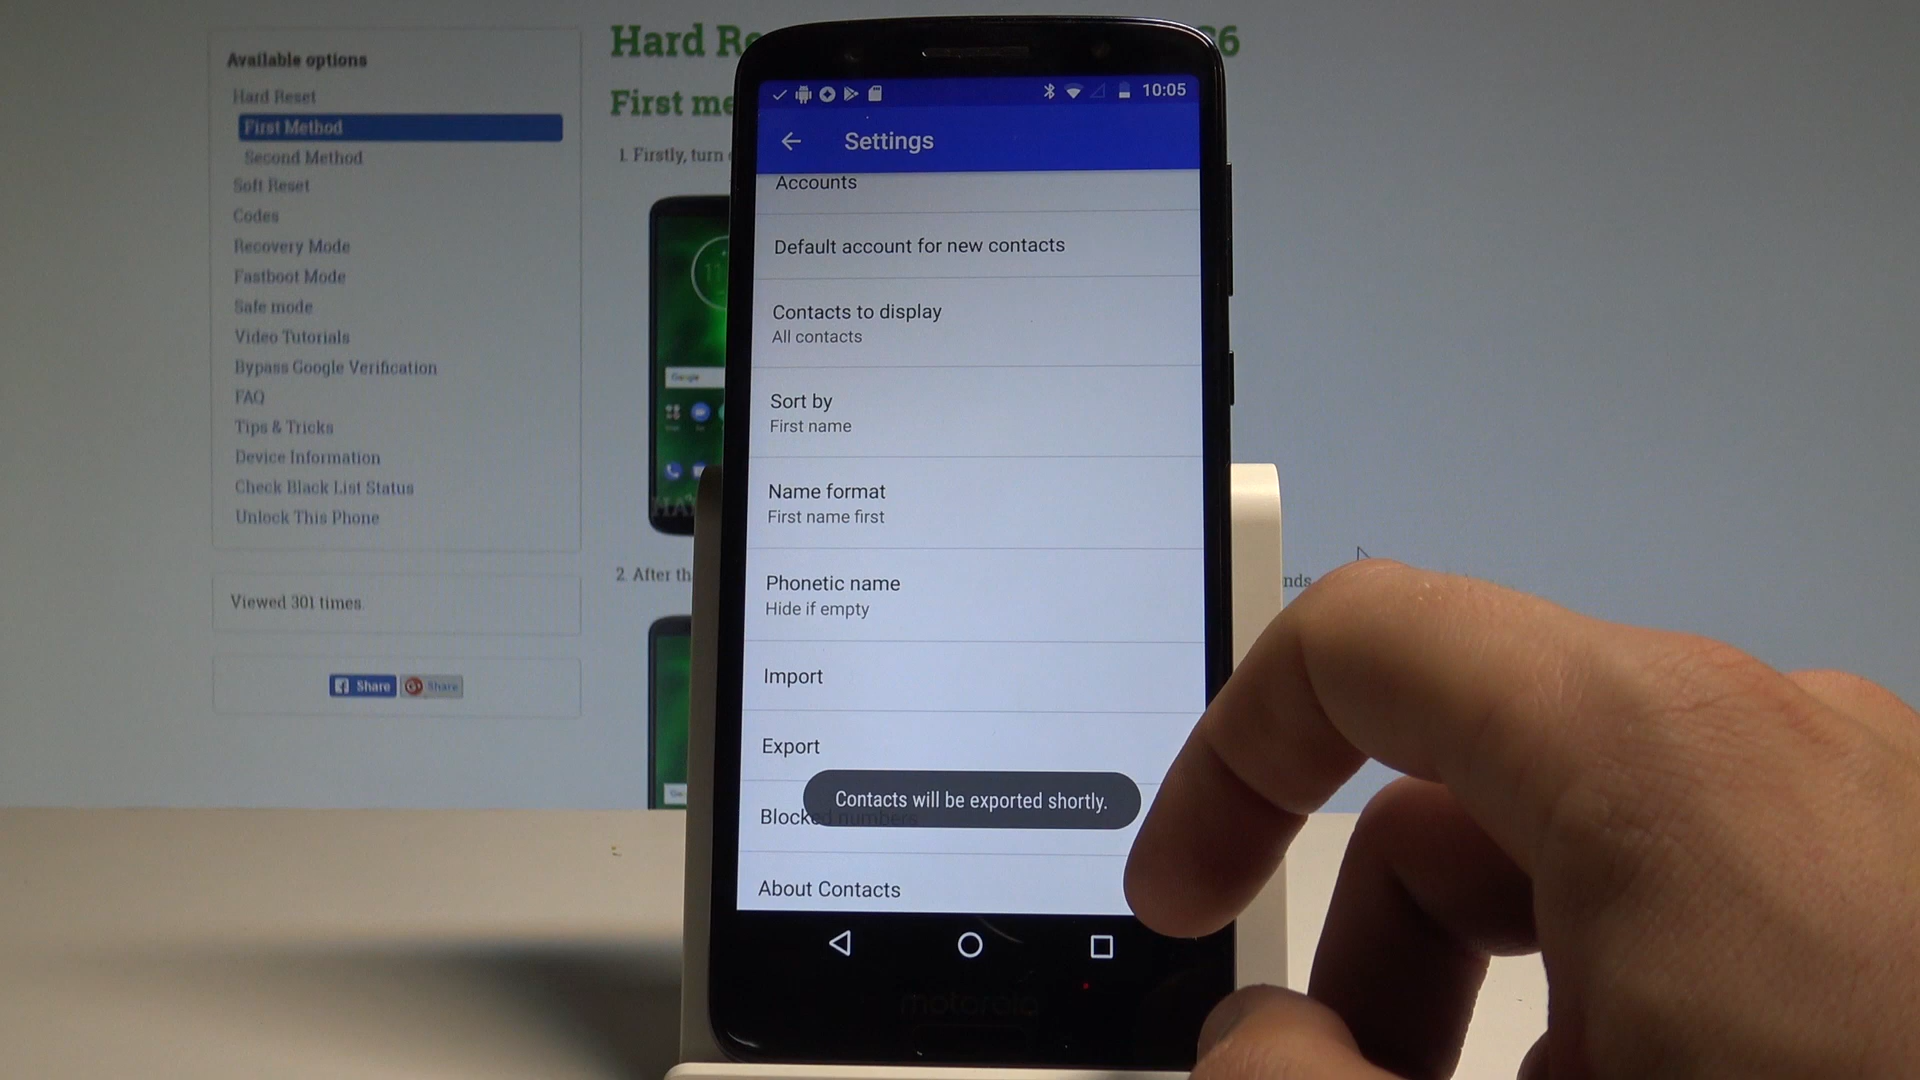 Available options
Hard Reset
First Method
Second Method
Soft Reset
Codes
Recovery Mode
Fastboot Mode
Safe mode
Video Tutorials
Bypass Google Verification
FAQ
Tips & Tricks
Device Information
Check Black List Status
Unlock This Phone
Viewed 301 times
Share
Share
Hard Re
G6
First me
1. Firstly, turn
Google
2. After th
nds
10:05
Settings
Accounts
Default account for new contacts
Contacts to display
All contacts
Sort by
First name
Name format
First name first
Phonetic name
Hide if empty
Import
Export
Contacts will be exported shortly.
Blocked numbers
About Contacts
motorola